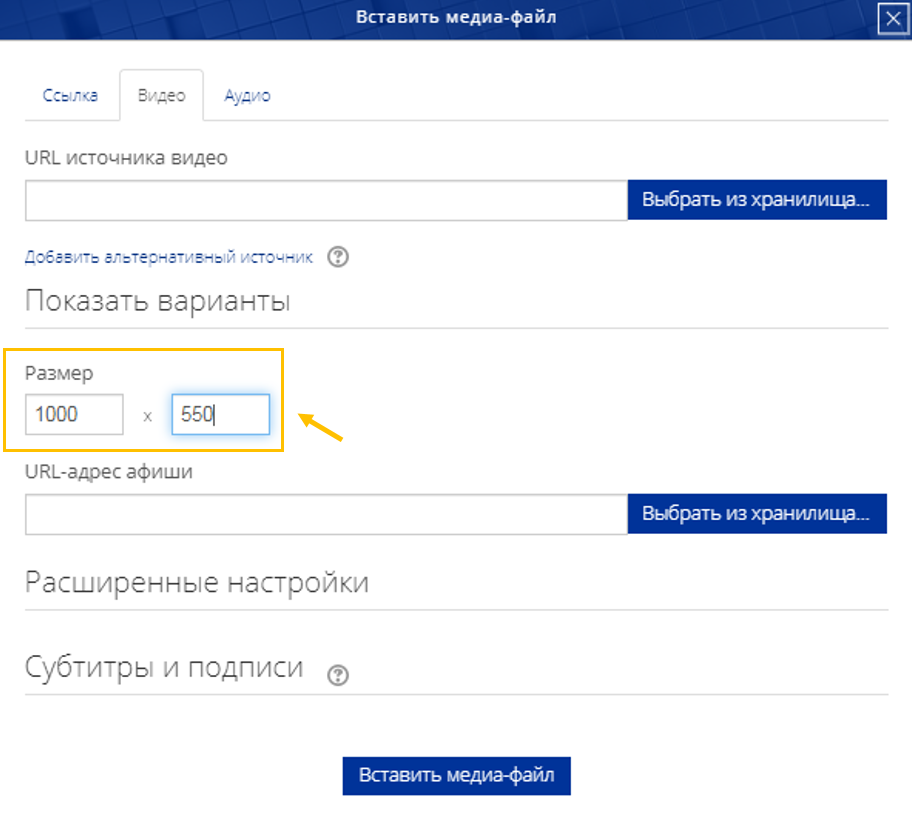 Вставить медиа-файл
Ссылка Видео Аудио
URL источника видео
Выбрать из хранилища...
Добавить альтернативный источник ?
Показать варианты
Размер
1000 x 550
URL-адрес афиши
Выбрать из хранилища...
Расширенные настройки
Субтитры и подписи ?
Вставить медиа-файл